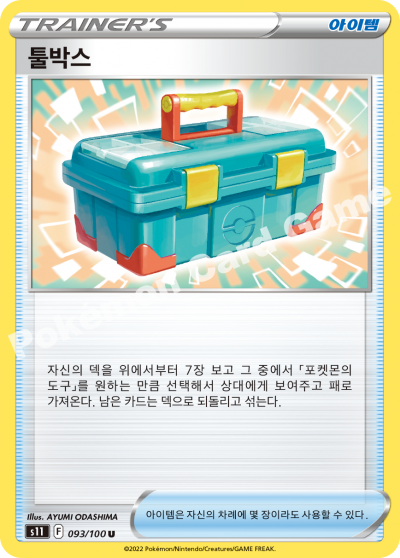 TRAINER'S
아이템
툴박스
Pokémon Card Game
자신의 덱을 위에서부터 7장 보고 그 중에서 「포켓몬의
도구」를 원하는 만큼 선택해서 상대에게 보여주고 패로
가져온다. 남은 카드는 덱으로 되돌리고 섞는다.
Illus. AYUMI ODASHIMA
s11 F 093/100 U
아이템은 자신의 차례에 몇 장이라도 사용할 수 있다.
©2022 Pokémon/Nintendo/Creatures/GAME FREAK.